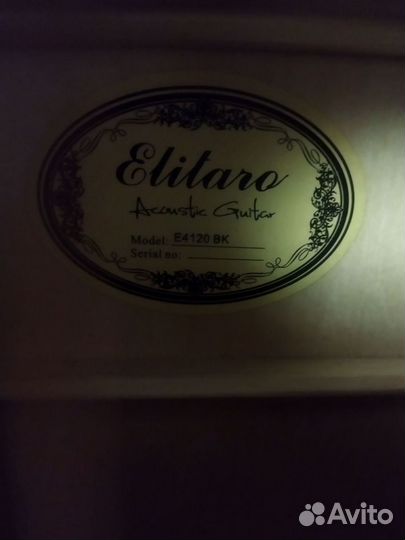 Elitaro
Acoustic Guitar
Model: E4120 BK
Serial no:
Avito